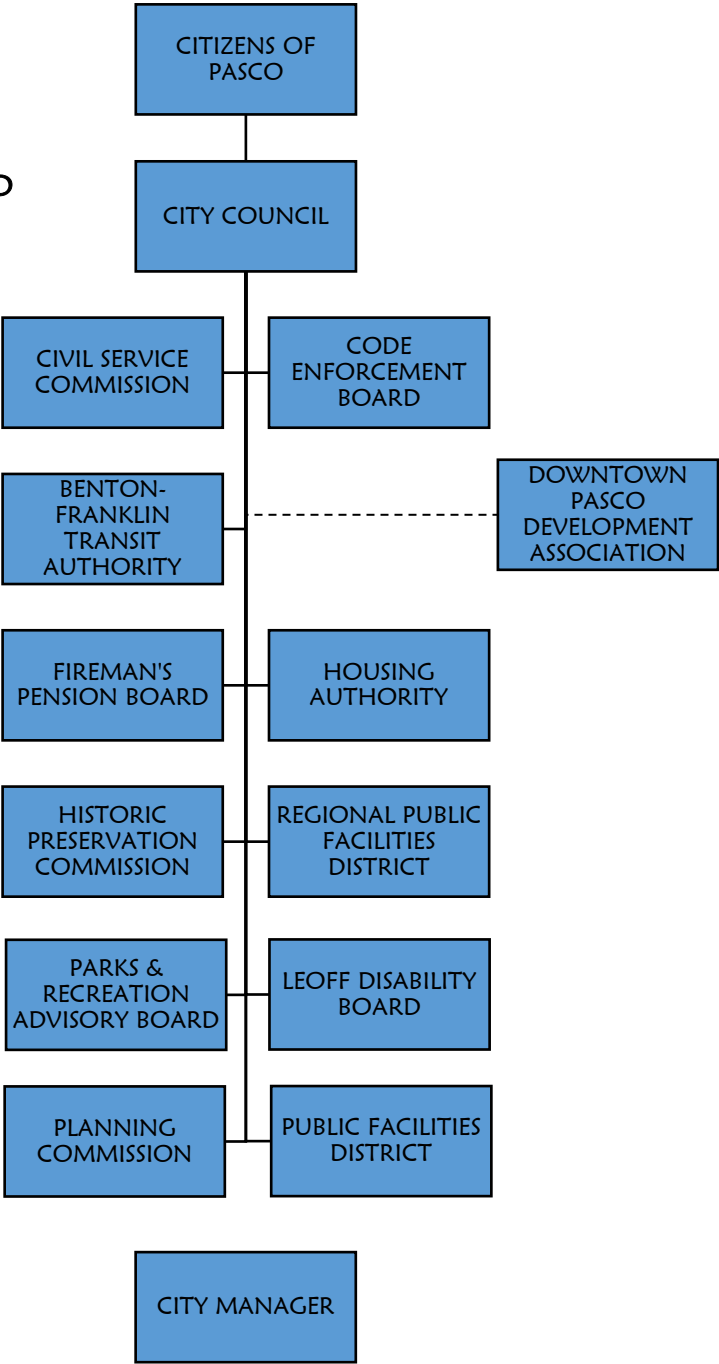 CITIZENS OF
PASCO
P
CITY COUNCIL
CIVIL SERVICE
COMMISSION
CODE
ENFORCEMENT
BOARD
BENTON-
FRANKLIN
TRANSIT
AUTHORITY
DOWNTOWN
PASCO
DEVELOPMENT
ASSOCIATION
FIREMAN'S
PENSION BOARD
HOUSING
AUTHORITY
HISTORIC
PRESERVATION
COMMISSION
REGIONAL PUBLIC
FACILITIES
DISTRICT
PARKS &
RECREATION
ADVISORY BOARD
LEOFF DISABILITY
BOARD
PLANNING
COMMISSION
PUBLIC FACILITIES
DISTRICT
CITY MANAGER